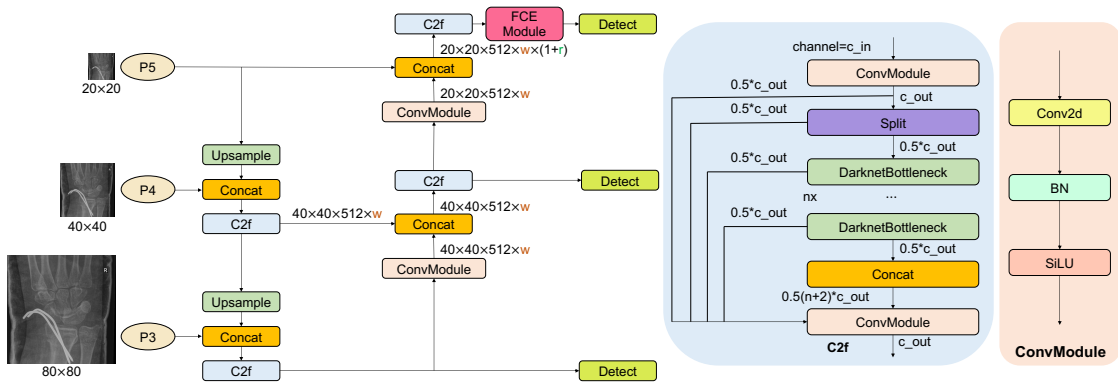 C2f
FCE
Module
Detect
20×20×512×w×(1+r)
P5
Concat
20×20
20×20×512×w
ConvModule
Upsample
P4
Concat
40×40
C2f
40×40×512×w
C2f
Detect
40×40×512×w
Concat
40×40×512×w
ConvModule
Upsample
R
P3
Concat
80×80
C2f
Detect
channel=c_in
ConvModule
0.5*c_out
c_out
0.5*c_out
Split
0.5*c_out
0.5*c_out
DarknetBottleneck
nx
...
0.5*c_out
DarknetBottleneck
0.5*c_out
Concat
0.5(n+2)*c_out
ConvModule
C2f
c_out
Conv2d
BN
SiLU
ConvModule